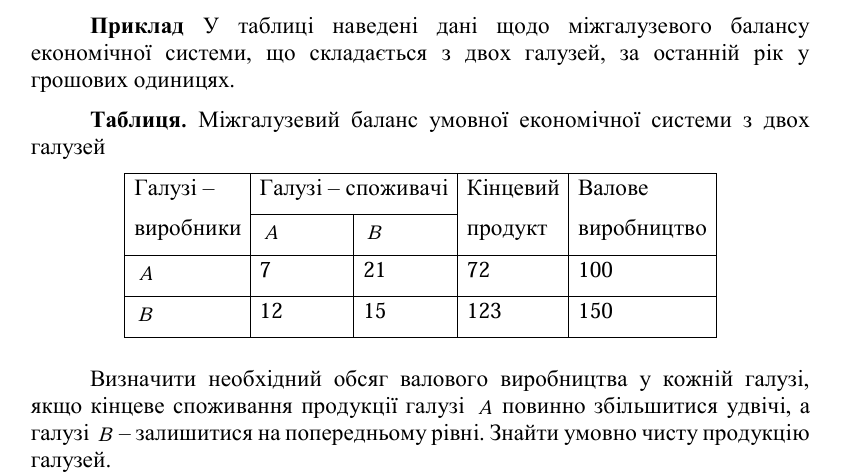 Приклад У таблиці наведені дані щодо міжгалузевого балансу
економічної системи, що складається з двох галузей, за останній рік у
грошових одиницях.
Таблиця. Міжгалузевий баланс умовної економічної системи з двох
галузей
Галузі – Галузі – споживачі Кінцевий Валове
виробники A B продукт виробництво
A 7 21 72 100
B 12 15 123 150
Визначити необхідний обсяг валового виробництва у кожній галузі,
якщо кінцеве споживання продукції галузі A повинно збільшитися удвічі, а
галузі B – залишитися на попередньому рівні. Знайти умовно чисту продукцію
галузей.